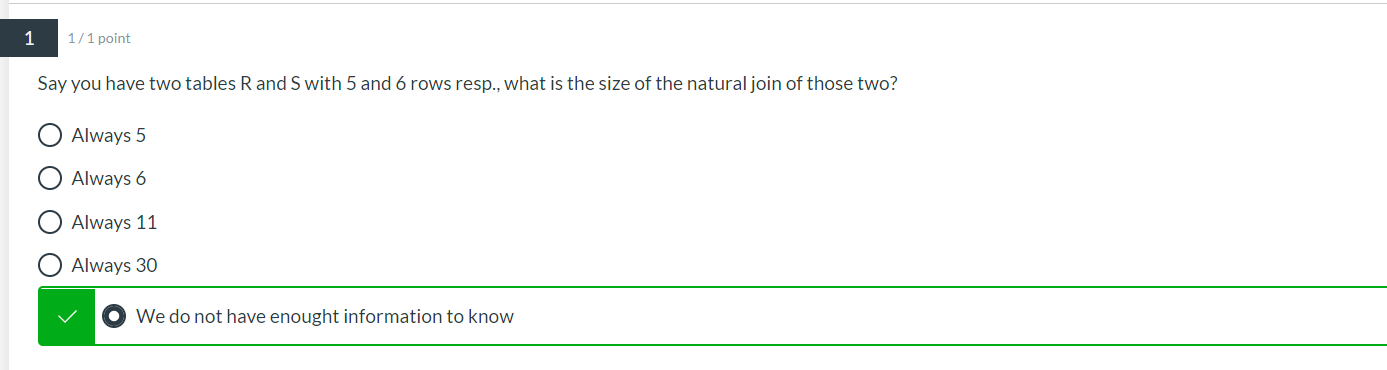 1
1 / 1 point
Say you have two tables R and S with 5 and 6 rows resp., what is the size of the natural join of those two?
Always 5
Always 6
Always 11
Always 30
We do not have enought information to know